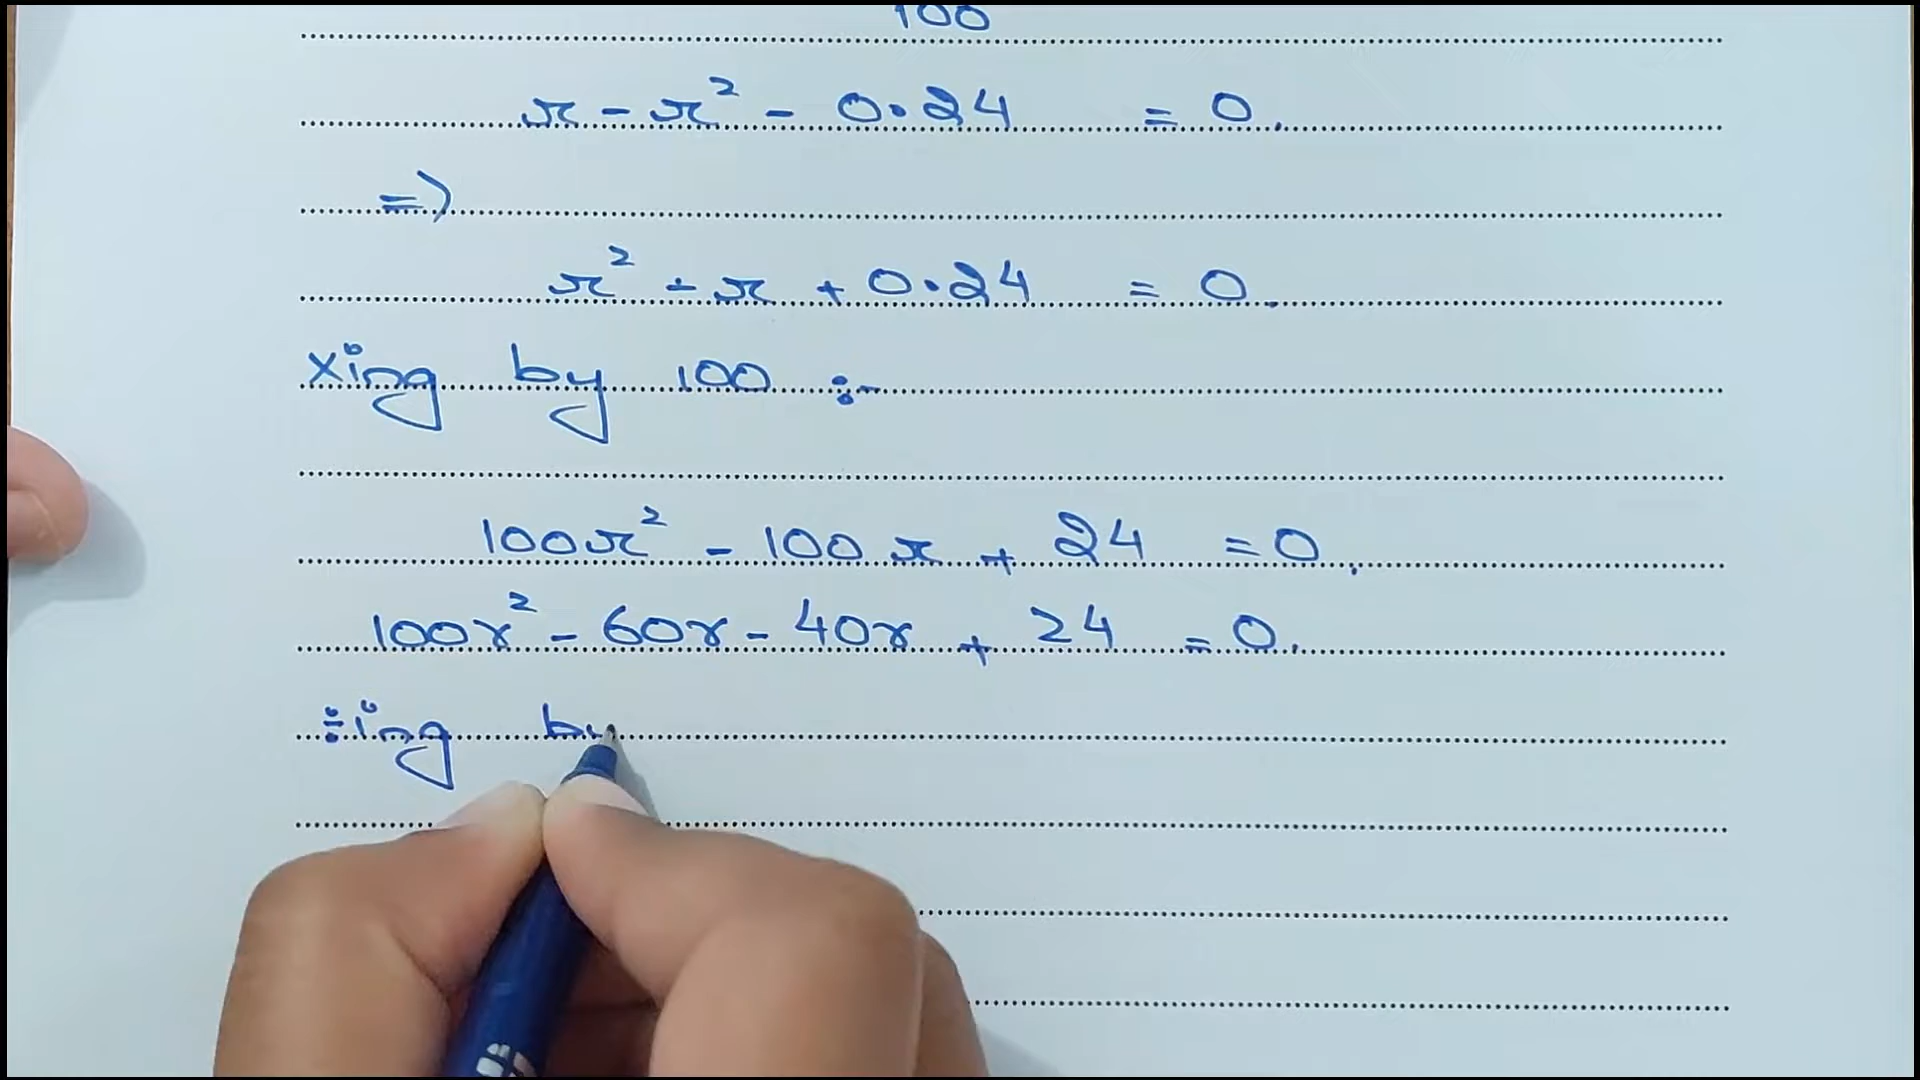 100
x - x² - 0.24 = 0.
=>
x² - x + 0.24 = 0.
Xing by 100 :-
100x² - 100x + 24 = 0.
100x² - 60x - 40x + 24 = 0.
÷ing by